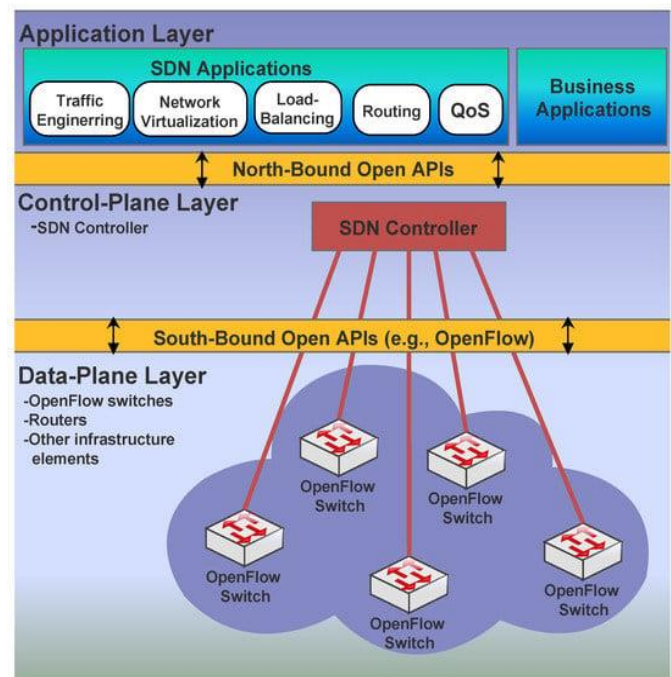 Application Layer
SDN Applications
Traffic
Enginerring
Network
Virtualization
Load-
Balancing
Routing
QoS
Business
Applications
North-Bound Open APIs
Control-Plane Layer
-SDN Controller
SDN Controller
South-Bound Open APIs (e.g., OpenFlow)
Data-Plane Layer
-OpenFlow switches
-Routers
-Other infrastructure
elements
OpenFlow
Switch
OpenFlow
Switch
OpenFlow
Switch
OpenFlow
Switch
OpenFlow
Switch